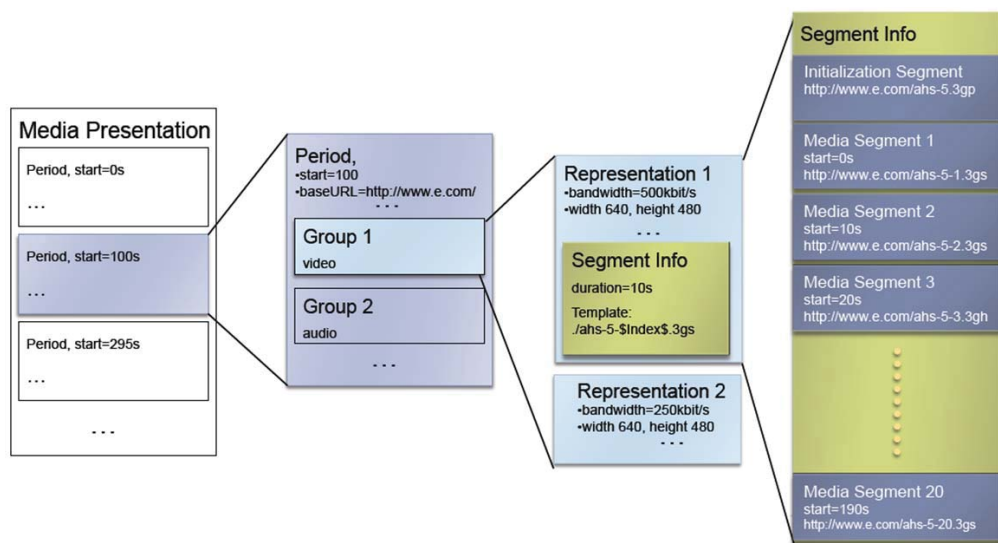 Media Presentation
Period, start=0s
...
Period, start=100s
...
Period, start=295s
...
...
Period,
•start=100
•baseURL=http://www.e.com/
...
Group 1
video
Group 2
audio
...
Representation 1
•bandwidth=500kbit/s
•width 640, height 480
...
Segment Info
duration=10s
Template:
./ahs-5-$Index$.3gs
Representation 2
•bandwidth=250kbit/s
•width 640, height 480
...
Segment Info
Initialization Segment
http://www.e.com/ahs-5.3gp
Media Segment 1
start=0s
http://www.e.com/ahs-5-1.3gs
Media Segment 2
start=10s
http://www.e.com/ahs-5-2.3gs
Media Segment 3
start=20s
http://www.e.com/ahs-5-3.3gh
Media Segment 20
start=190s
http://www.e.com/ahs-5-20.3gs